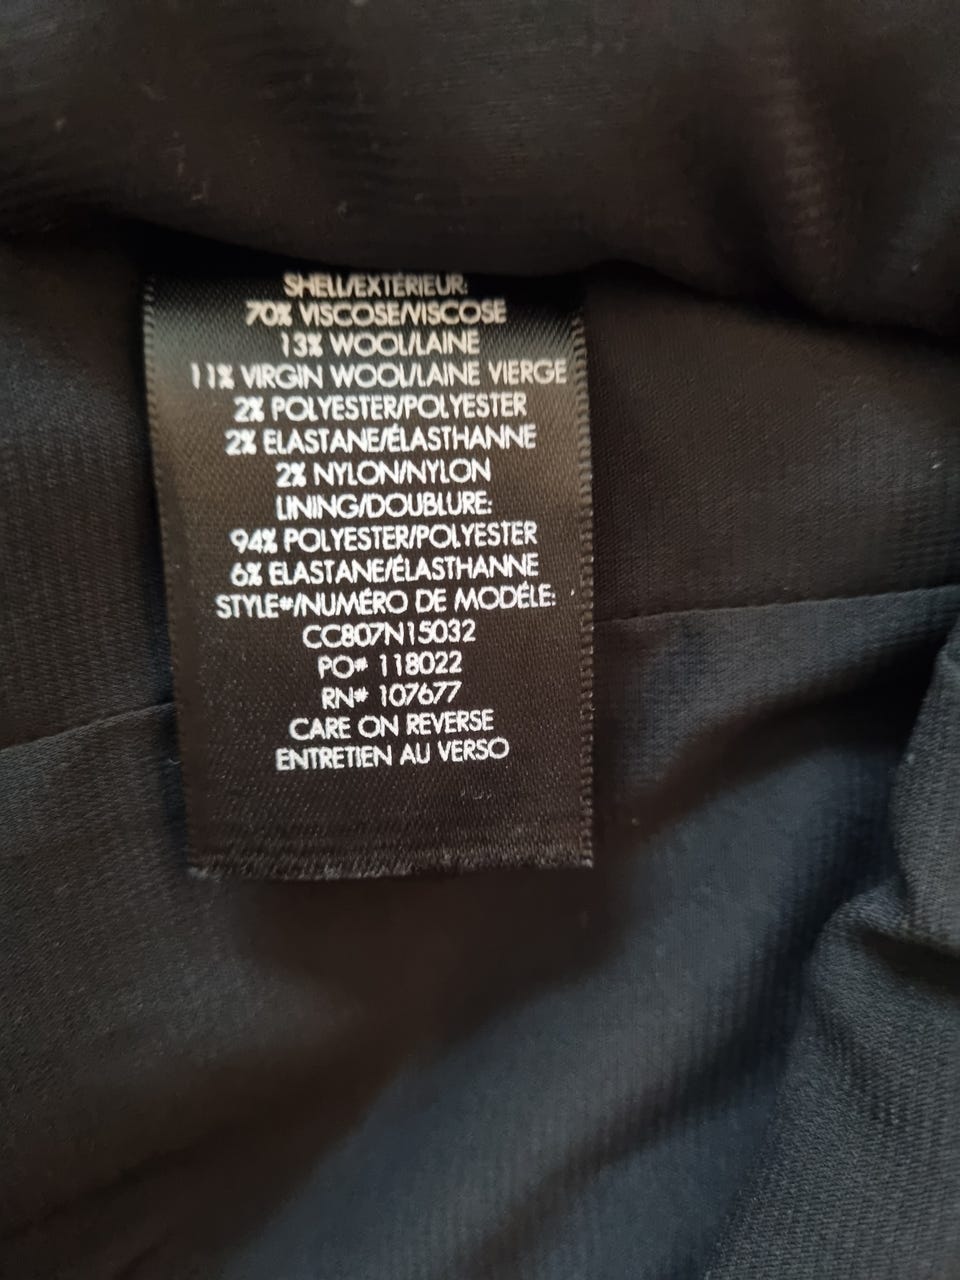 SHELL/EXTÉRIEUR:
70% VISCOSE/VISCOSE
13% WOOL/LAINE
11% VIRGIN WOOL/LAINE VIERGE
2% POLYESTER/POLYESTER
2% ELASTANE/ÉLASTHANNE
2% NYLON/NYLON
LINING/DOUBLURE:
94% POLYESTER/POLYESTER
6% ELASTANE/ÉLASTHANNE
STYLE#/NUMÉRO DE MODÉLE:
CC807N15032
PO# 118022
RN# 107677
CARE ON REVERSE
ENTRETIEN AU VERSO